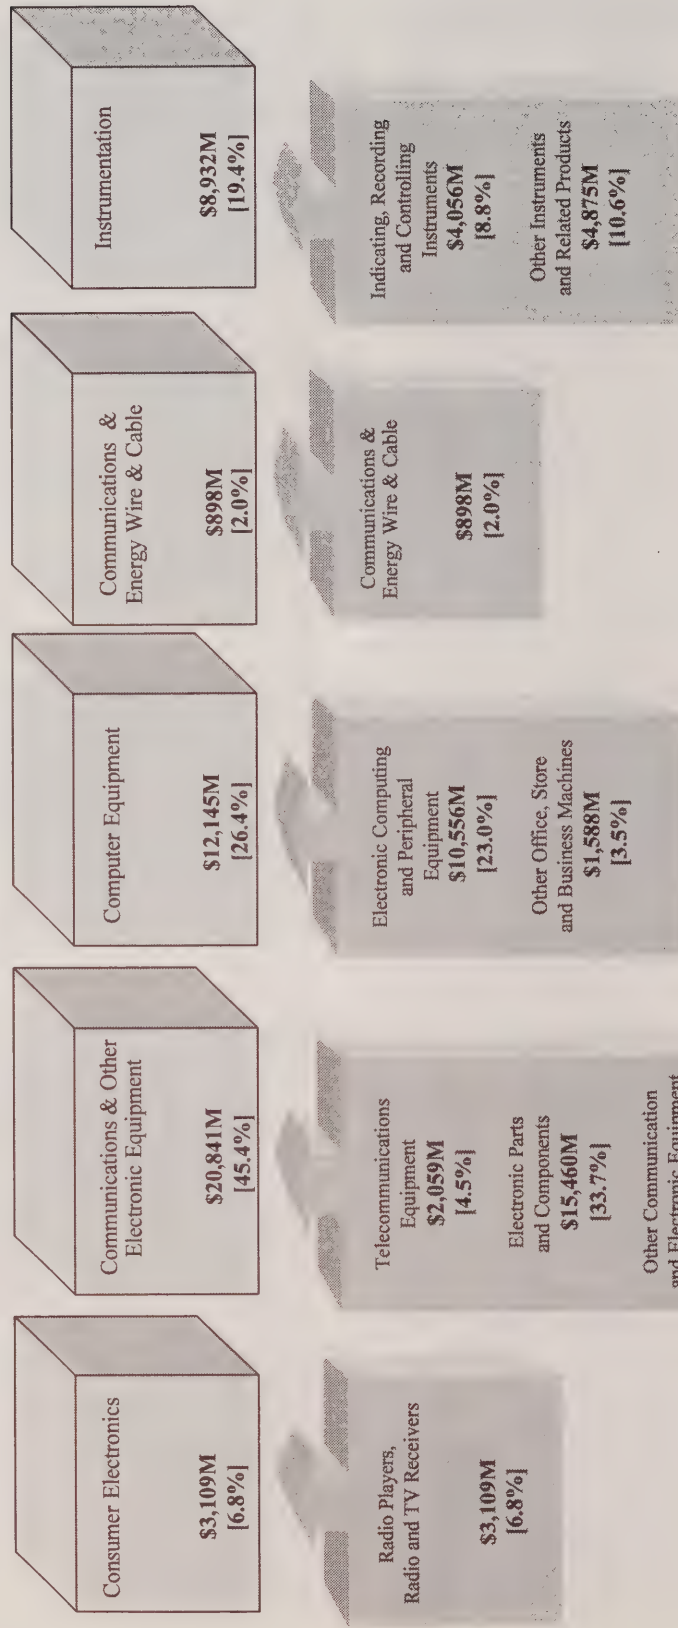 Consumer Electronics
$3,109M
[6.8%]
Communications & Other
Electronic Equipment
$20,841M
[45.4%]
Computer Equipment
$12,145M
[26.4%]
Communications &
Energy Wire & Cable
$898M
[2.0%]
Instrumentation
$8,932M
[19.4%]
Radio Players,
Radio and TV Receivers
$3,109M
[6.8%]
Telecommunications
Equipment
$2,059M
[4.5%]
Electronic Parts
and Components
$15,460M
[33.7%]
Other Communication
and Electronic Equipment
Electronic Computing
and Peripheral
Equipment
$10,556M
[23.0%]
Other Office, Store
and Business Machines
$1,588M
[3.5%]
Communications &
Energy Wire & Cable
$898M
[2.0%]
Indicating, Recording
and Controlling
Instruments
$4,056M
[8.8%]
Other Instruments
and Related Products
$4,875M
[10.6%]